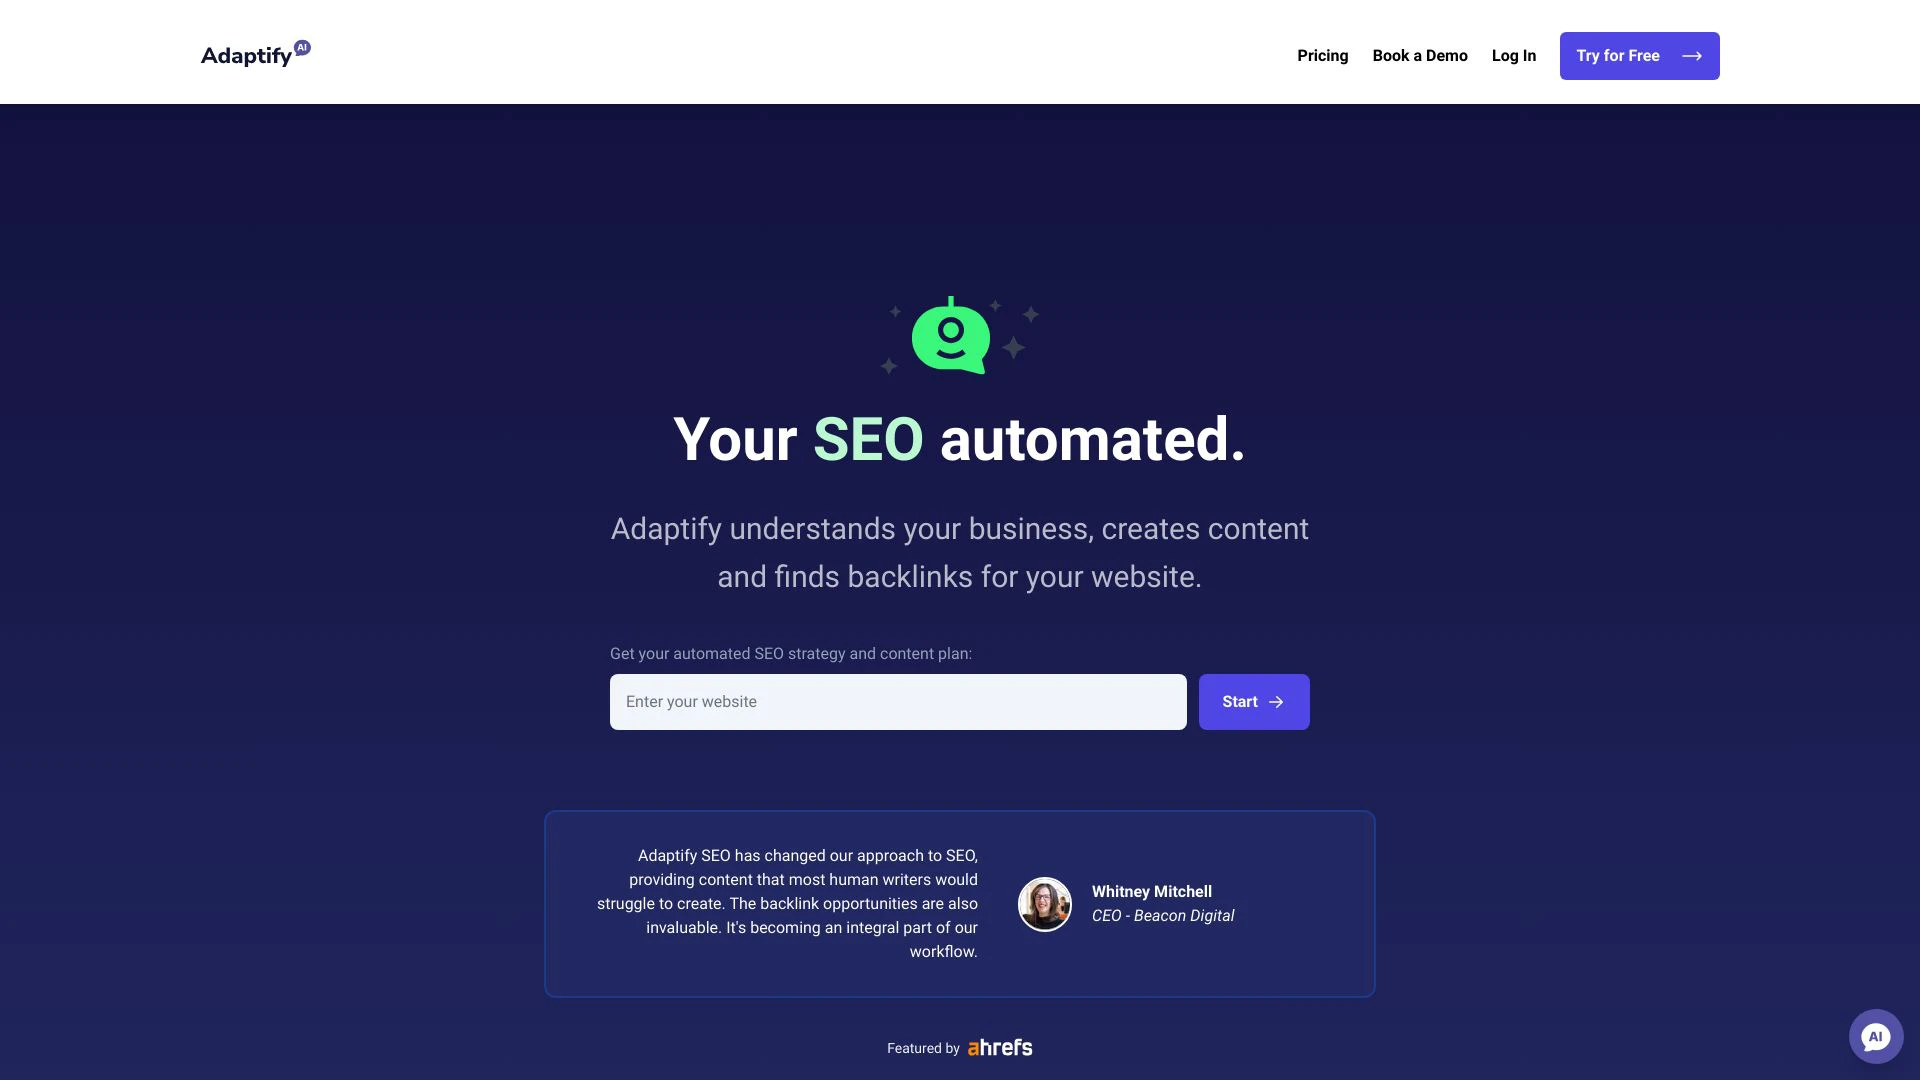 Adaptify AI
Pricing
Book a Demo
Log In
Try for Free
Your SEO automated.
Adaptify understands your business, creates content
and finds backlinks for your website.
Get your automated SEO strategy and content plan:
Enter your website
Start
Adaptify SEO has changed our approach to SEO,
providing content that most human writers would
struggle to create. The backlink opportunities are also
invaluable. It's becoming an integral part of our
workflow.
Whitney Mitchell
CEO - Beacon Digital
Featured by ahrefs
AI